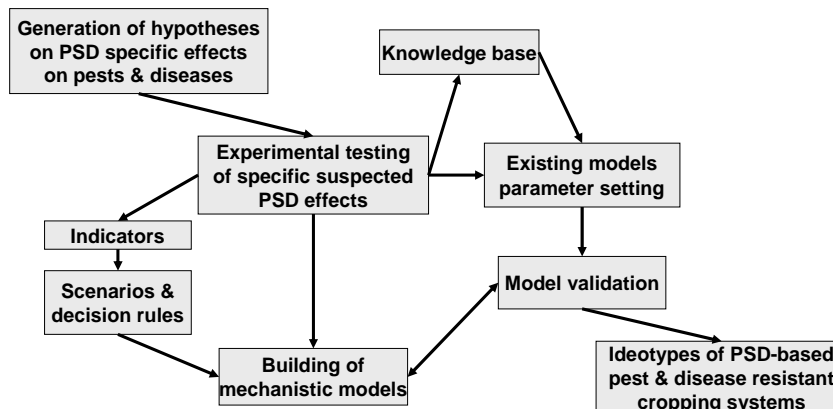 Generation of hypotheses
on PSD specific effects
on pests & diseases
Knowledge base
Experimental testing
of specific suspected
PSD effects
Existing models
parameter setting
Indicators
Scenarios &
decision rules
Model validation
Building of
mechanistic models
Ideotypes of PSD-based
pest & disease resistant
cropping systems